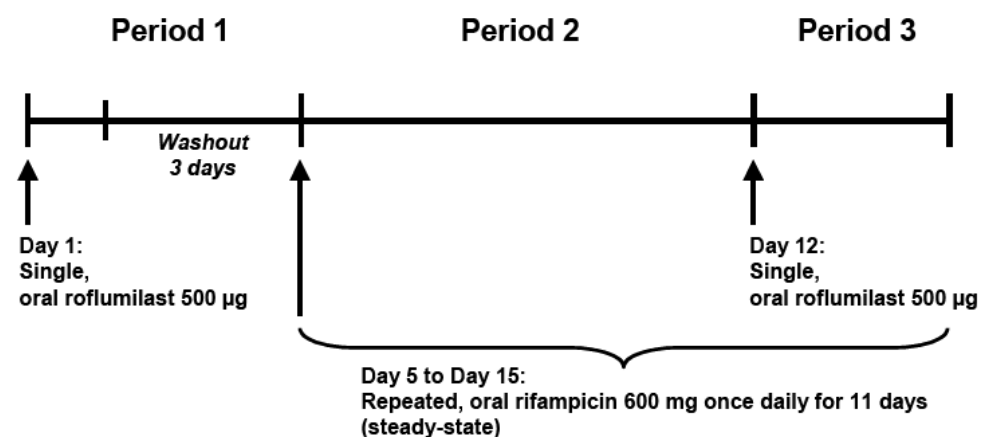 Period 1
Period 2
Period 3
Washout
3 days
Day 1:
Single,
oral roflumilast 500 µg
Day 12:
Single,
oral roflumilast 500 µg
Day 5 to Day 15:
Repeated, oral rifampicin 600 mg once daily for 11 days
(steady-state)